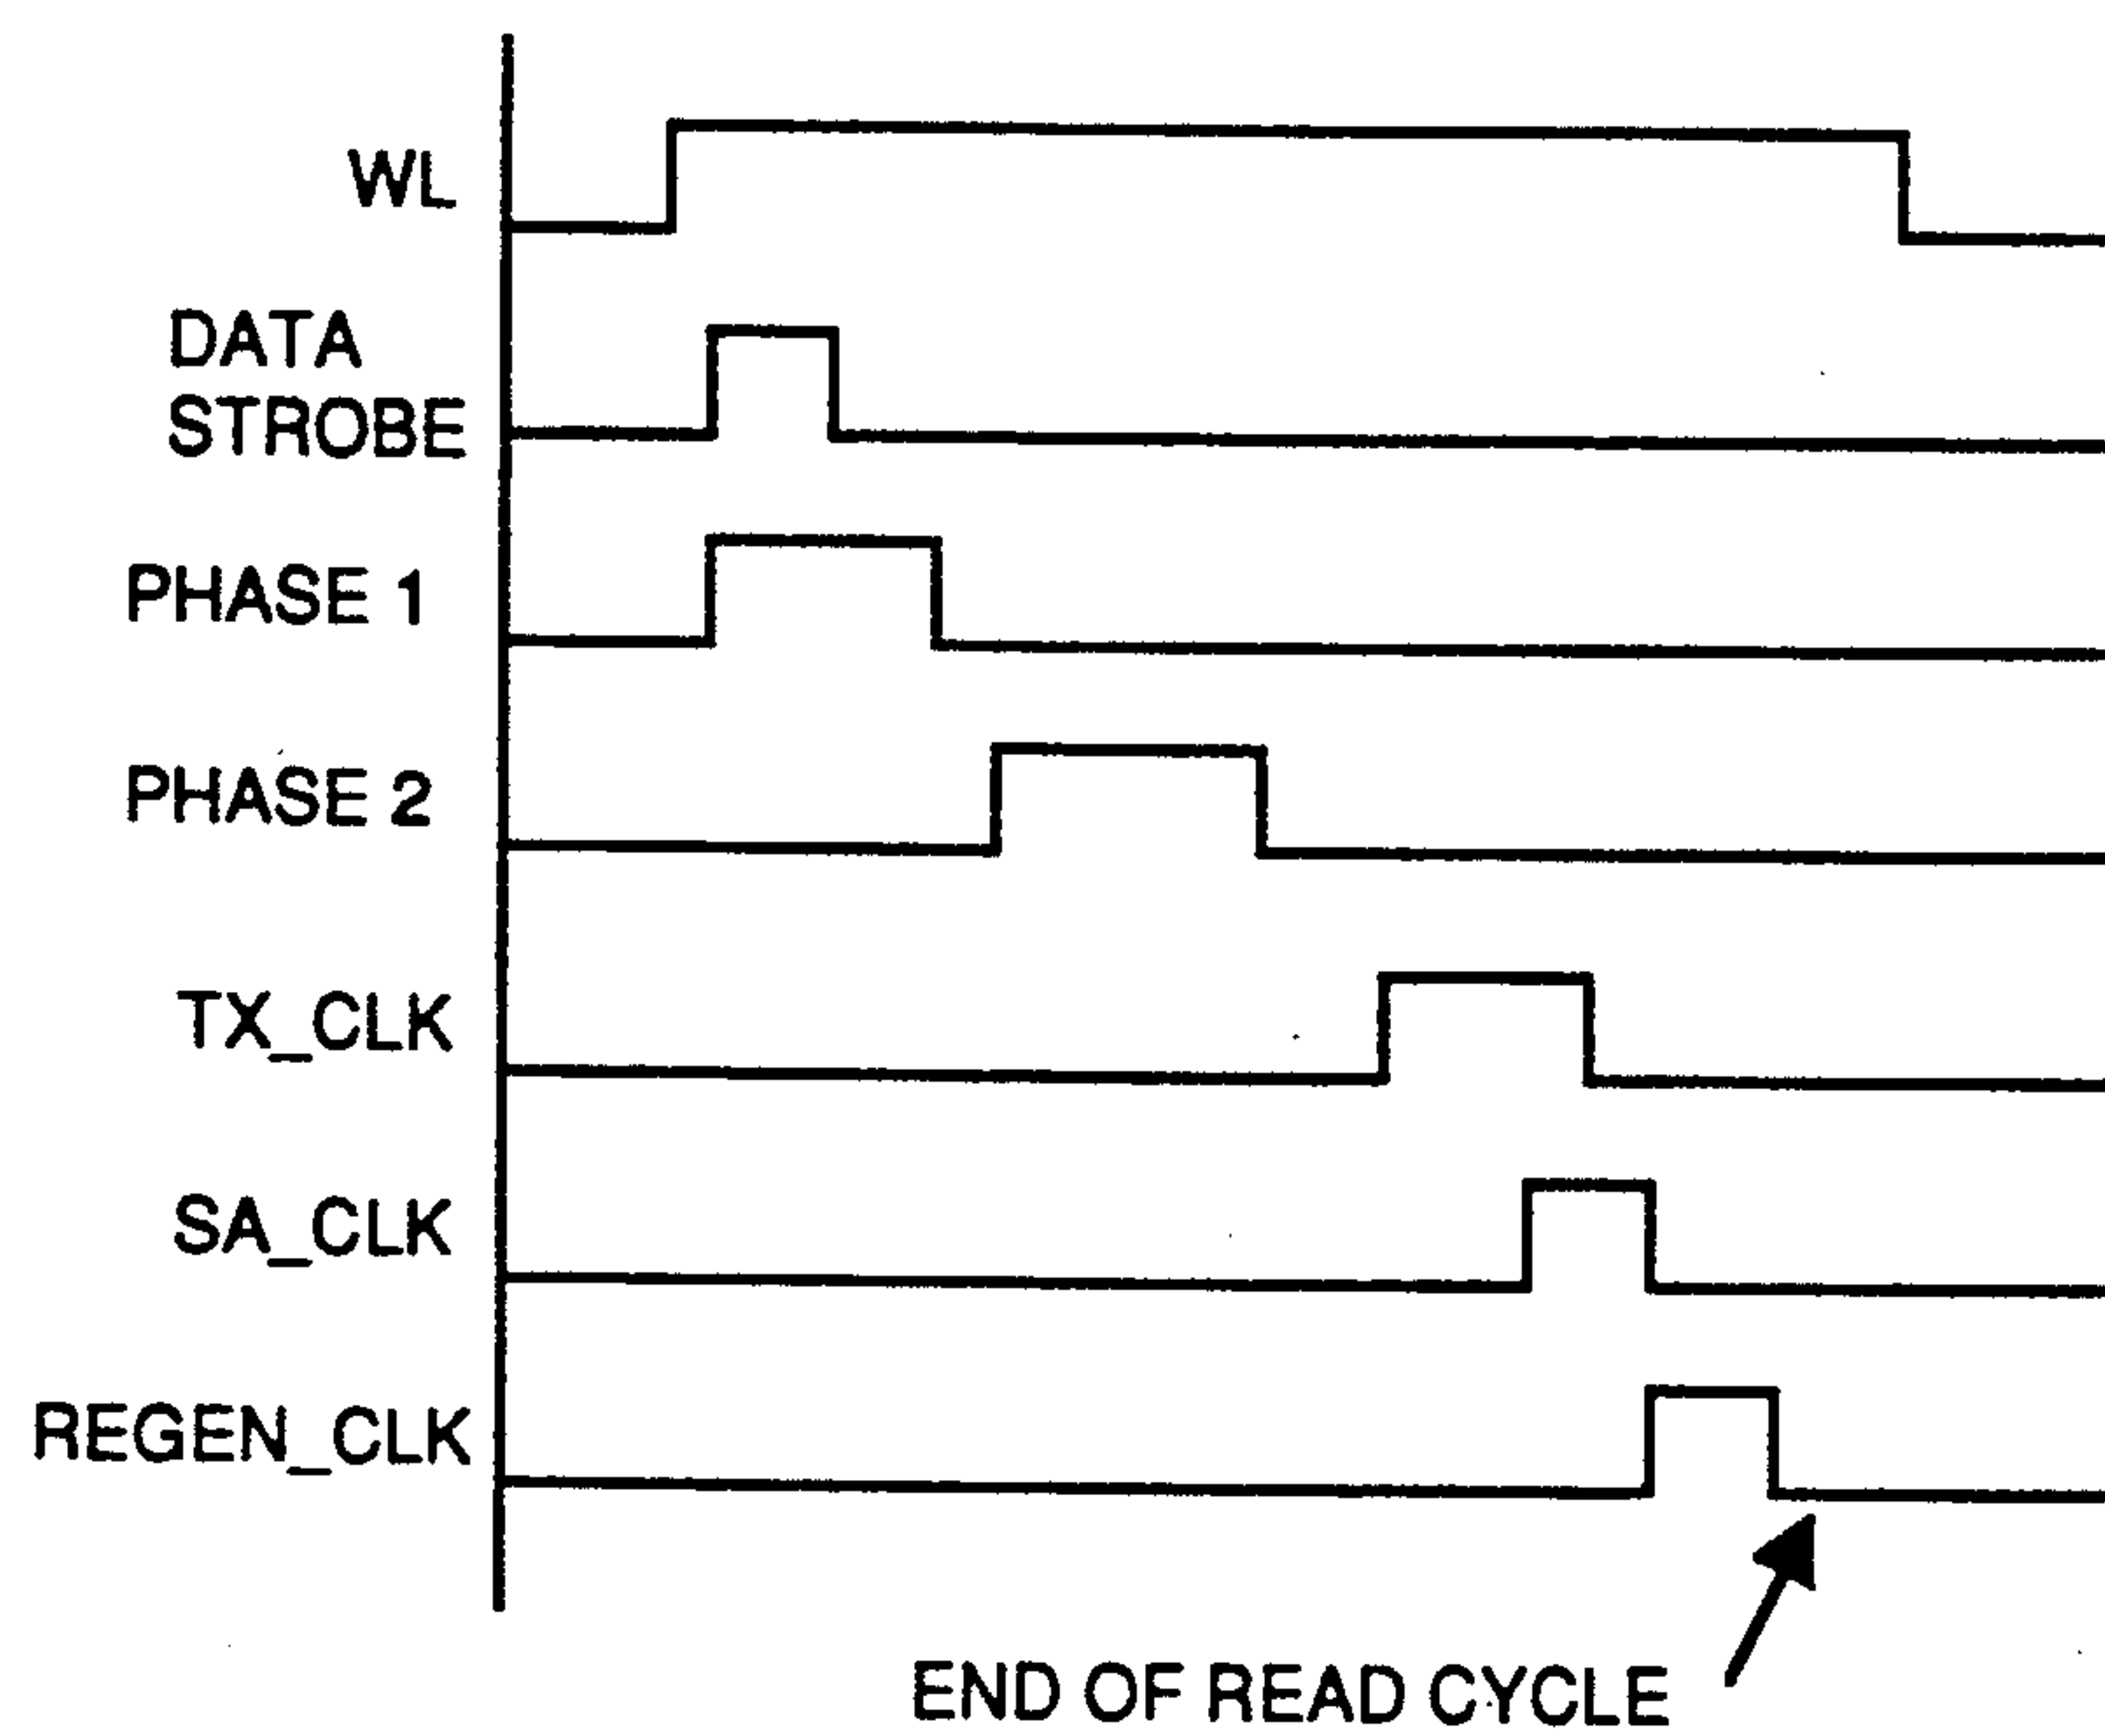 WL
DATA
STROBE
PHASE 1
PHASE 2
TX_CLK
SA_CLK
REGEN_CLK
END OF READ CYCLE